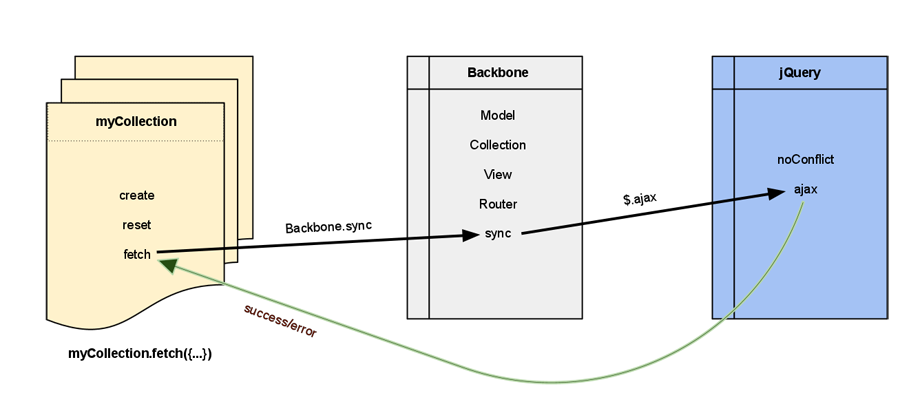 myCollection
create
reset
fetch
myCollection.fetch({...})
Backbone.sync
success/error
Backbone
Model
Collection
View
Router
sync
$.ajax
jQuery
noConflict
ajax